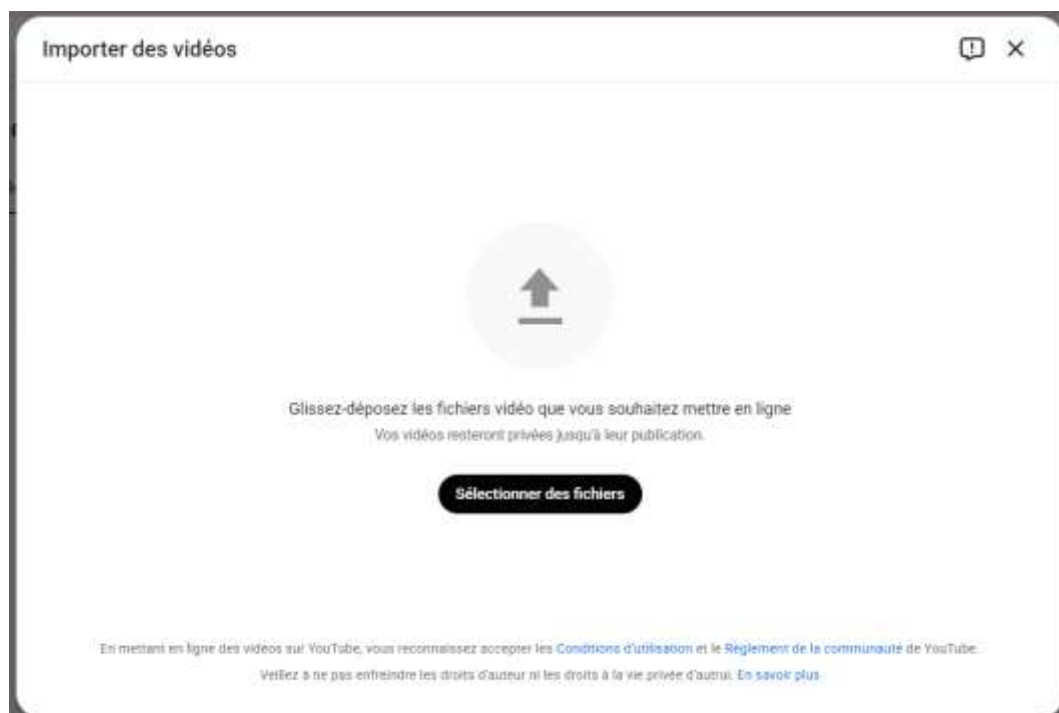 Importer des vidéos
Glissez-déposez les fichiers vidéo que vous souhaitez mettre en ligne
Vos vidéos resteront privées jusqu'à leur publication.
Sélectionner des fichiers
En mettant en ligne des vidéos sur YouTube, vous reconnaissez accepter les Conditions d'utilisation et le Règlement de la communauté de YouTube.
Veillez à ne pas enfreindre les droits d'auteur ni les droits à la vie privée d'autrui. En savoir plus